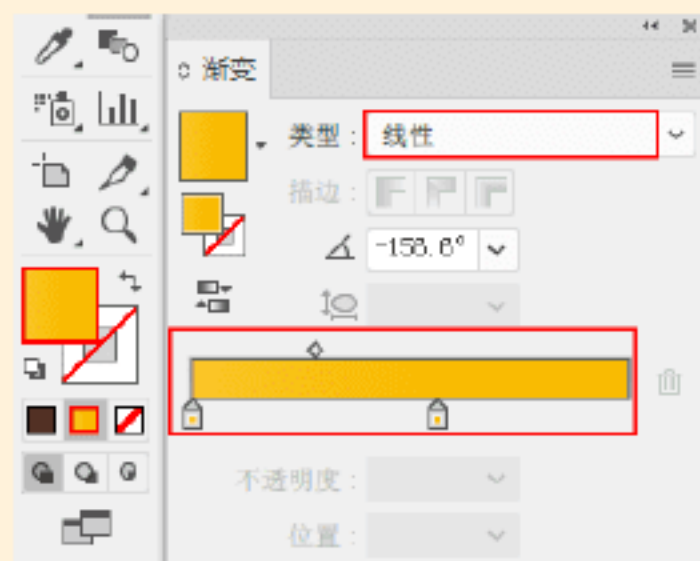 渐变
类型：线性
描边：
-158.6°
不透明度：
位置：